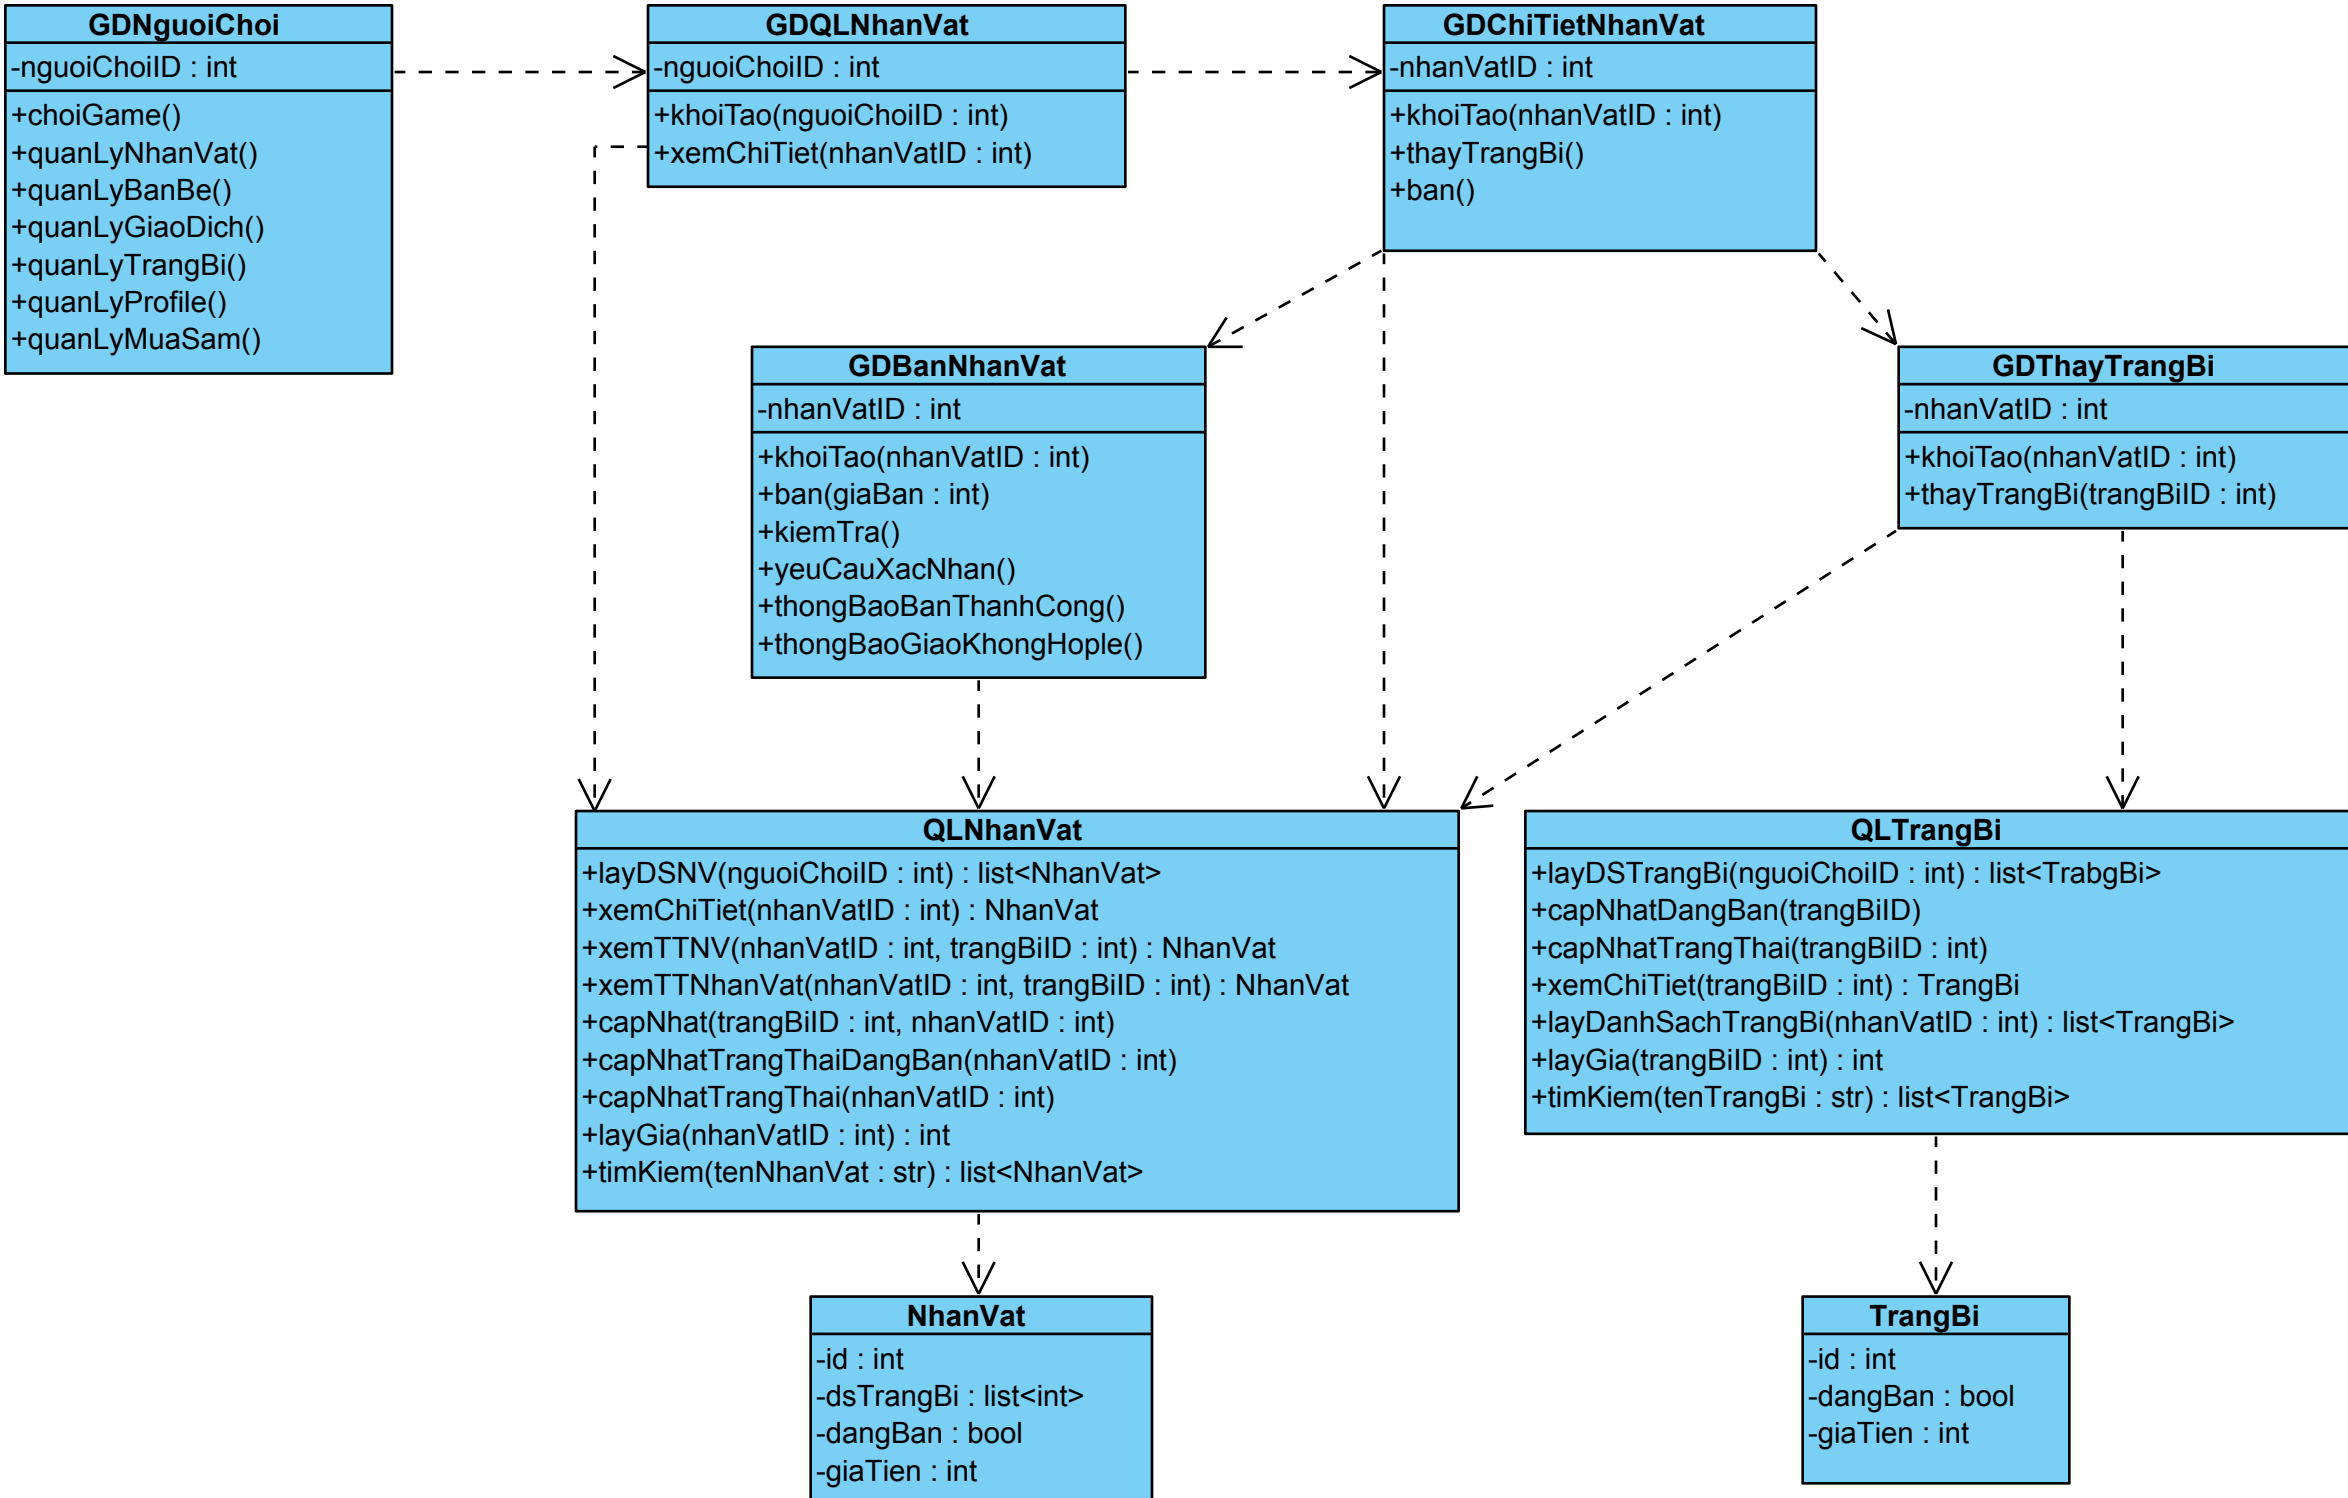 GDNguoiChoi
-nguoiChoiID : int
+choiGame()
+quanLyNhanVat()
+quanLyBanBe()
+quanLyGiaoDich()
+quanLyTrangBi()
+quanLyProfile()
+quanLyMuaSam()
GDQLNhanVat
-nguoiChoiID : int
+khoiTao(nguoiChoiID : int)
+xemChiTiet(nhanVatID : int)
GDChiTietNhanVat
-nhanVatID : int
+khoiTao(nhanVatID : int)
+thayTrangBi()
+ban()
GDBanNhanVat
-nhanVatID : int
+khoiTao(nhanVatID : int)
+ban(giaBan : int)
+kiemTra()
+yeuCauXacNhan()
+thongBaoBanThanhCong()
+thongBaoGiaoKhongHople()
GDThayTrangBi
-nhanVatID : int
+khoiTao(nhanVatID : int)
+thayTrangBi(trangBiID : int)
QLNhanVat
+layDSNV(nguoiChoiID : int) : list<NhanVat>
+xemChiTiet(nhanVatID : int) : NhanVat
+xemTTNV(nhanVatID : int, trangBiID : int) : NhanVat
+xemTTNhanVat(nhanVatID : int, trangBiID : int) : NhanVat
+capNhat(trangBiID : int, nhanVatID : int)
+capNhatTrangThaiDangBan(nhanVatID : int)
+capNhatTrangThai(nhanVatID : int)
+layGia(nhanVatID : int) : int
+timKiem(tenNhanVat : str) : list<NhanVat>
QLTrangBi
+layDSTrangBi(nguoiChoiID : int) : list<TrabgBi>
+capNhatDangBan(trangBiID)
+capNhatTrangThai(trangBiID : int)
+xemChiTiet(trangBiID : int) : TrangBi
+layDanhSachTrangBi(nhanVatID : int) : list<TrangBi>
+layGia(trangBiID : int) : int
+timKiem(tenTrangBi : str) : list<TrangBi>
NhanVat
-id : int
-dsTrangBi : list<int>
-dangBan : bool
-giaTien : int
TrangBi
-id : int
-dangBan : bool
-giaTien : int